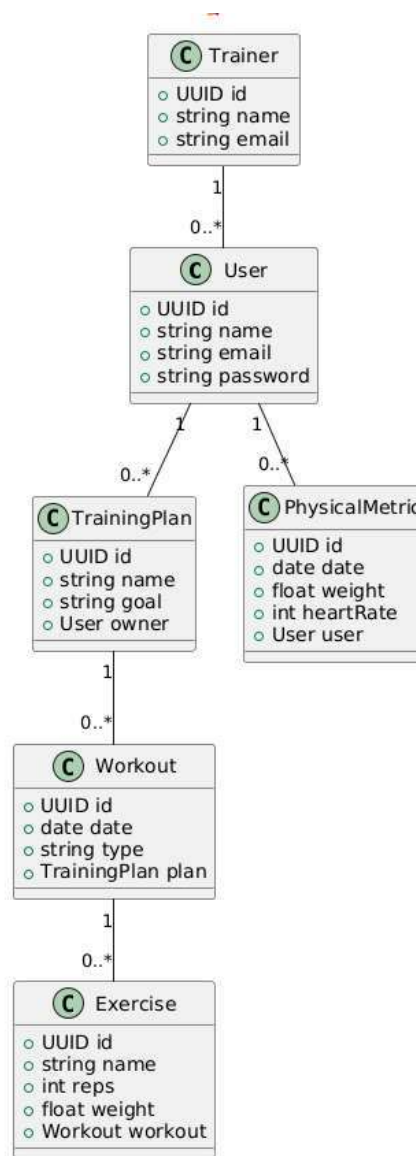 C Trainer
UUID id
string name
string email
1
0..*
C User
UUID id
string name
string email
string password
1
1
0..*
0..*
C TrainingPlan
UUID id
string name
string goal
User owner
C PhysicalMetric
UUID id
date date
float weight
int heartRate
User user
1
0..*
C Workout
UUID id
date date
string type
TrainingPlan plan
1
0..*
C Exercise
UUID id
string name
int reps
float weight
Workout workout